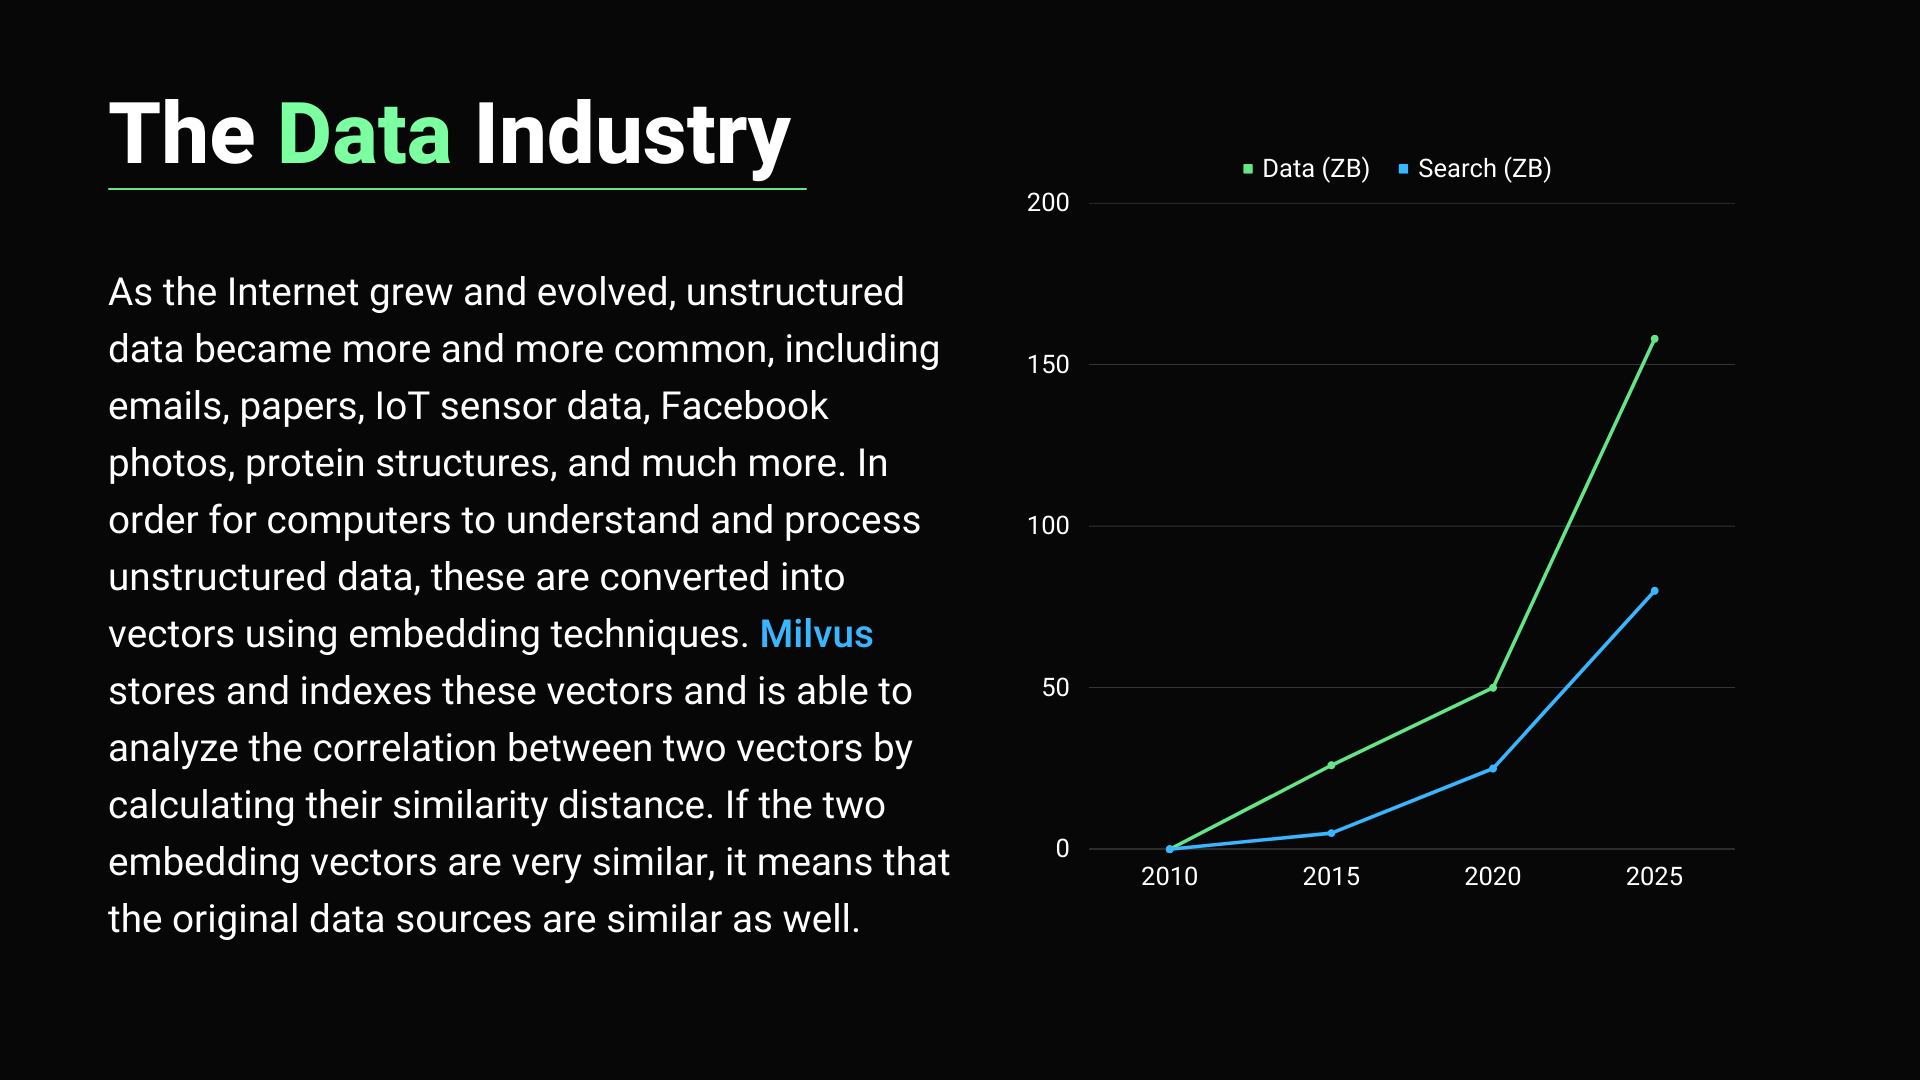 The Data Industry
As the Internet grew and evolved, unstructured
data became more and more common, including
emails, papers, IoT sensor data, Facebook
photos, protein structures, and much more. In
order for computers to understand and process
unstructured data, these are converted into
vectors using embedding techniques. Milvus
stores and indexes these vectors and is able to
analyze the correlation between two vectors by
calculating their similarity distance. If the two
embedding vectors are very similar, it means that
the original data sources are similar as well.
Data (ZB) Search (ZB)
200
150
100
50
0
2010 2015 2020 2025